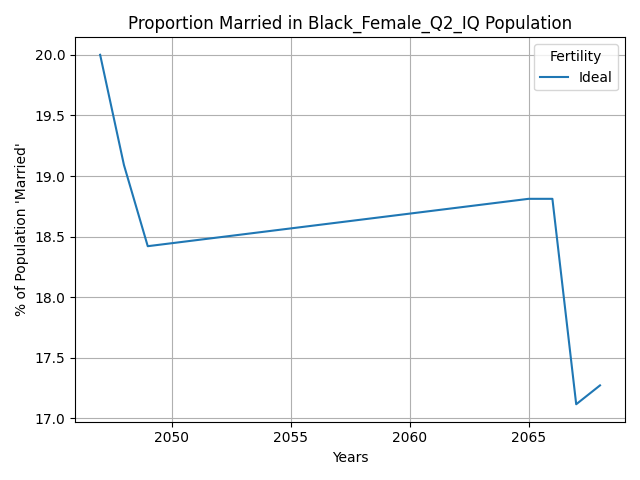 Proportion Married in Black_Female_Q2_IQ Population
Fertility
Ideal
% of Population 'Married'
20.0
19.5
19.0
18.5
18.0
17.5
17.0
2050 2055 2060 2065
Years